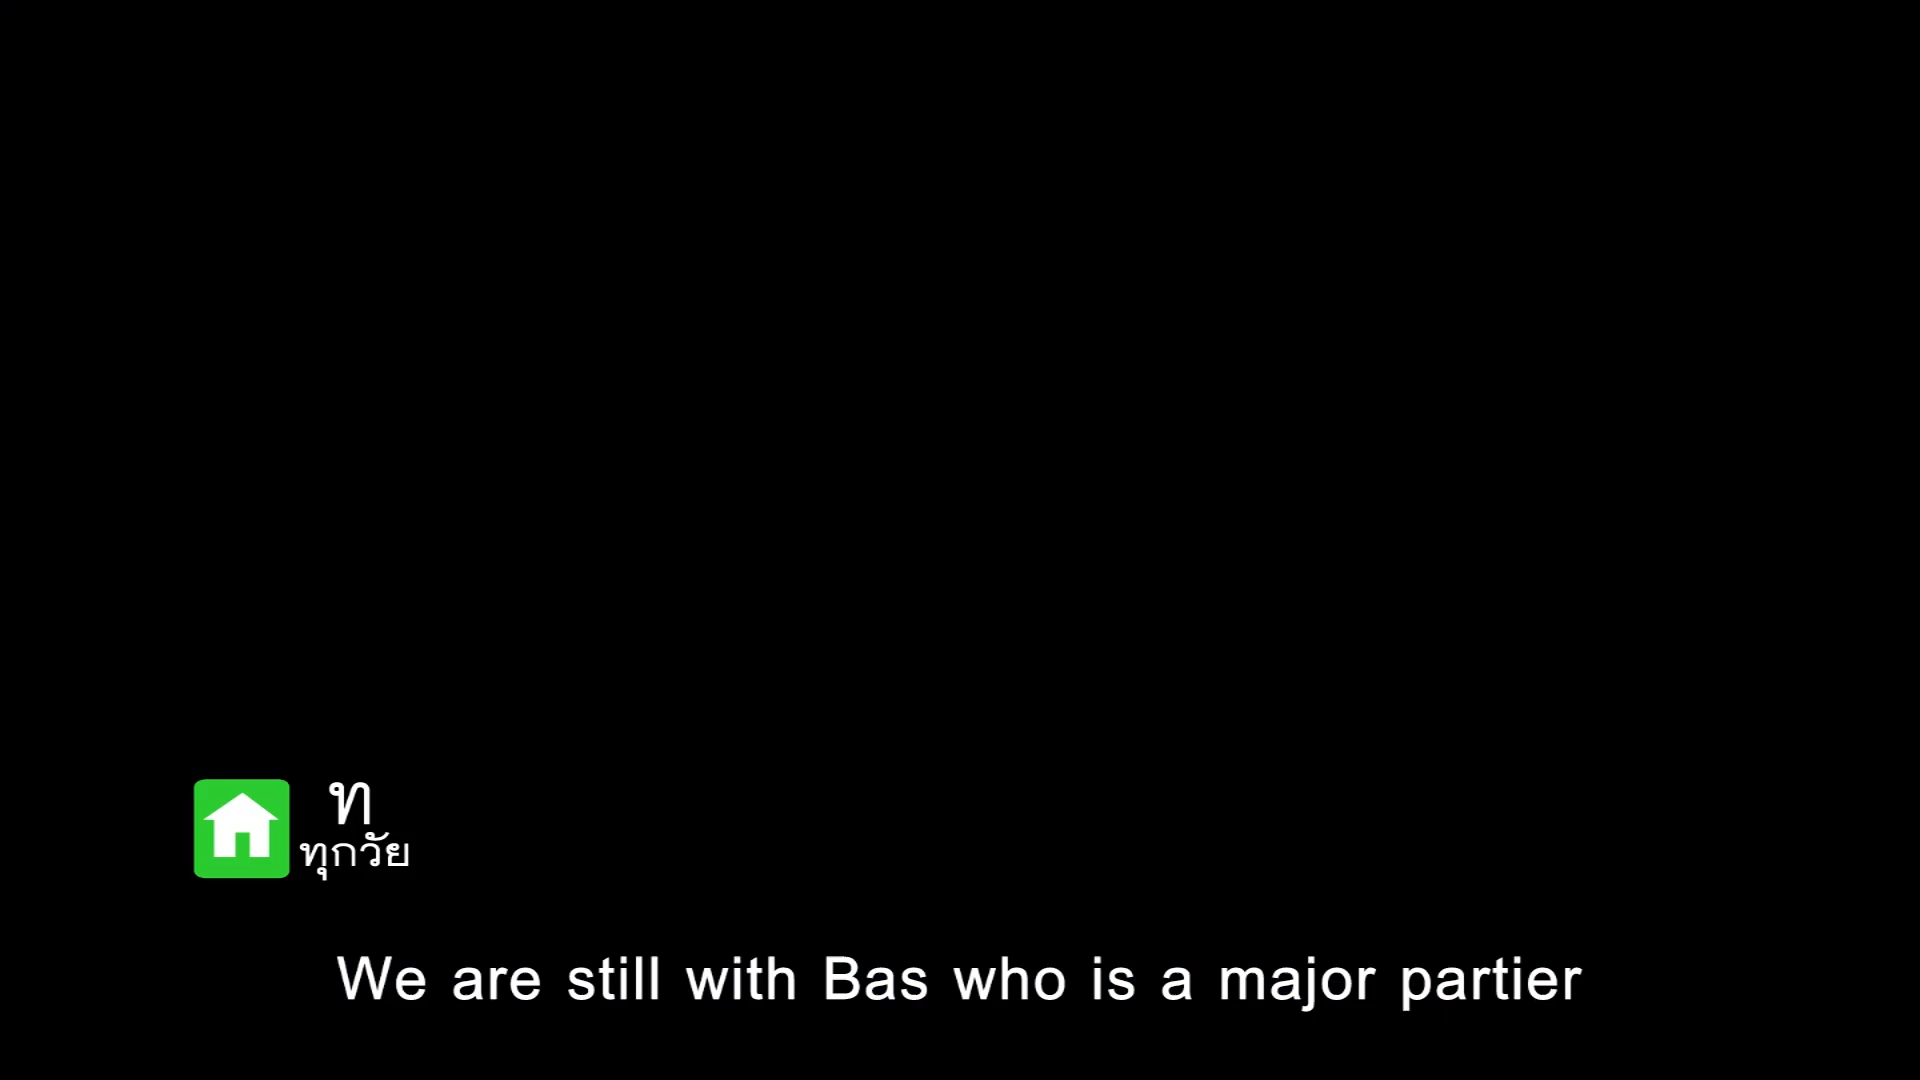 ท
ทุกวัย
We are still with Bas who is a major partier